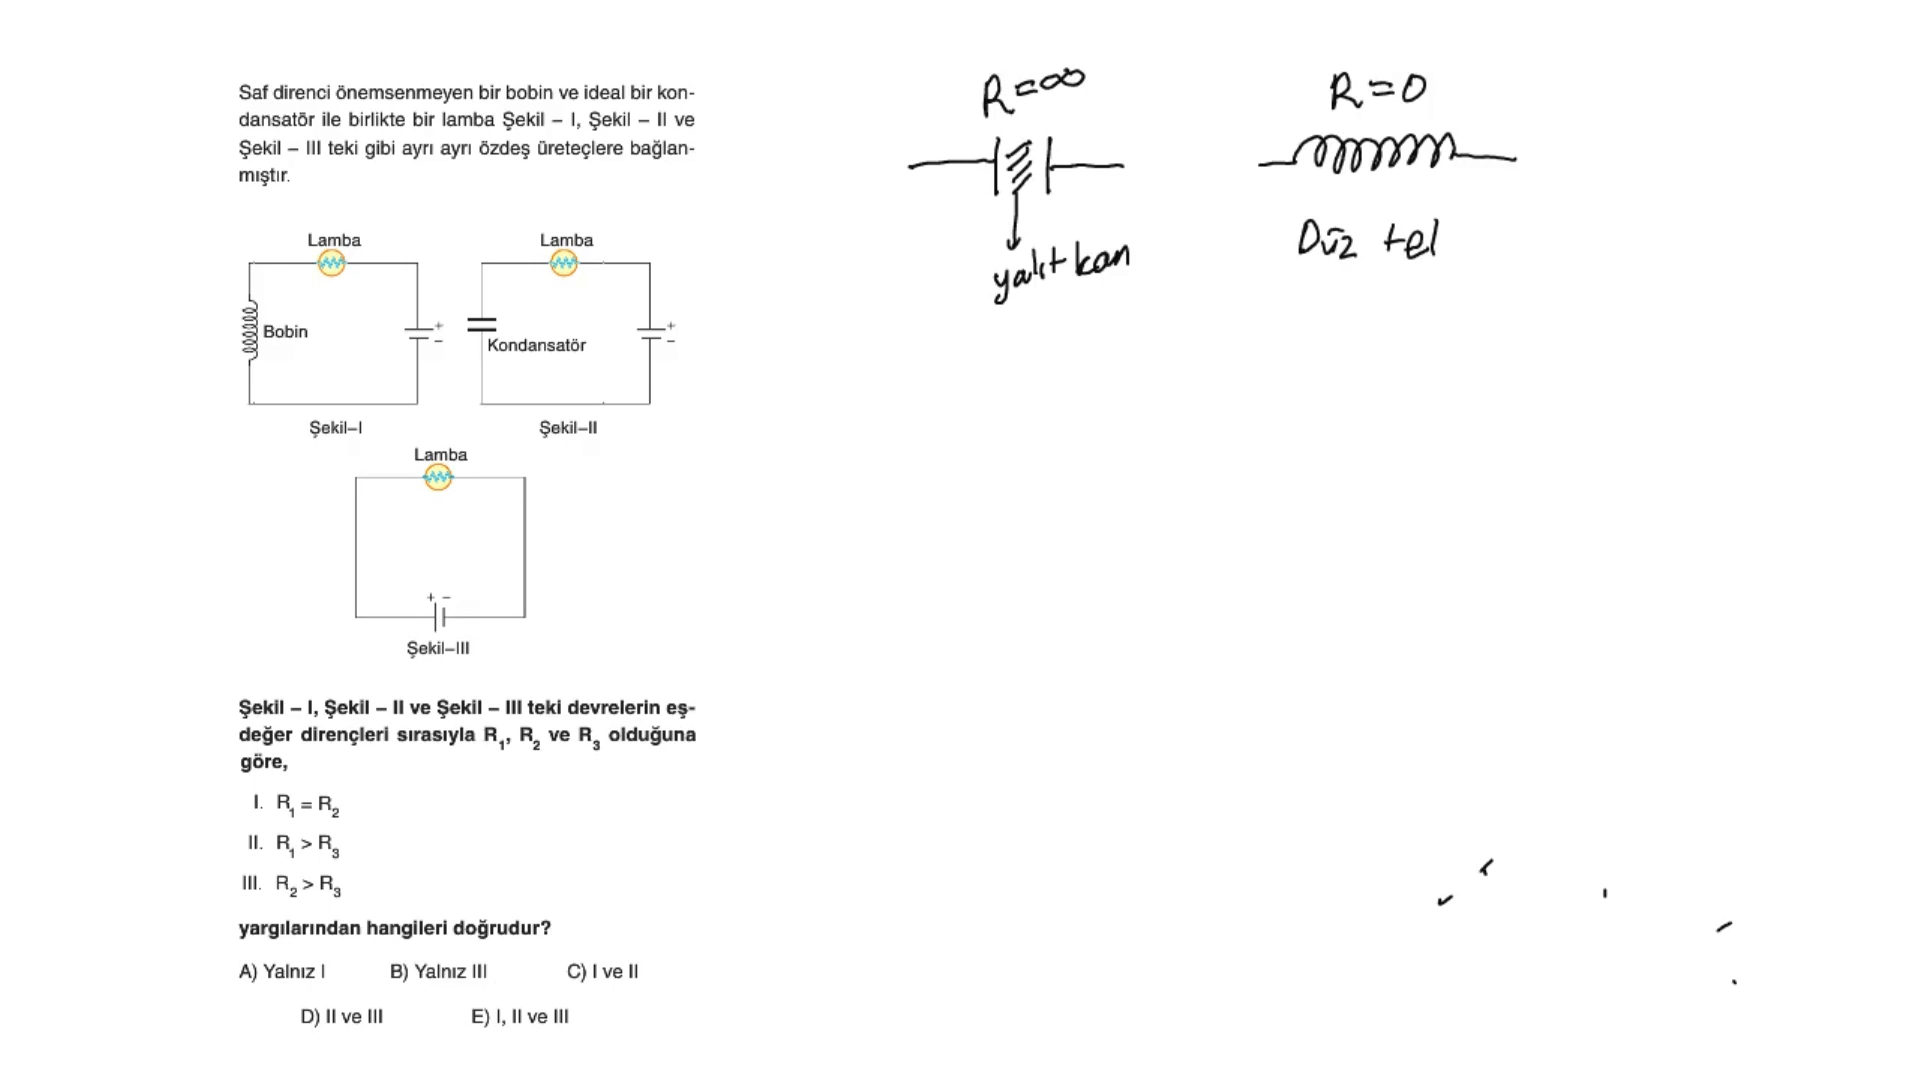 Saf direnci önemsenmeyen bir bobin ve ideal bir kon-
dansatör ile birlikte bir lamba Şekil – I, Şekil – II ve
Şekil – III teki gibi ayrı ayrı özdeş üreteçlere bağlan-
mıştır.
Lamba
Bobin
+
–
Şekil–I
Lamba
Kondansatör
+
–
Şekil–II
Lamba
+ –
Şekil–III
Şekil – I, Şekil – II ve Şekil – III teki devrelerin eş-
değer dirençleri sırasıyla R1, R2 ve R3 olduğuna
göre,
I. R1 = R2
II. R1 > R3
III. R2 > R3
yargılarından hangileri doğrudur?
A) Yalnız I B) Yalnız III C) I ve II
D) II ve III E) I, II ve III
R=∞
yalıtkan
R=0
Düz tel